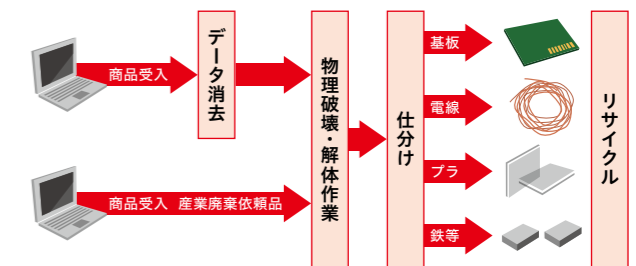 商品受入
データ消去
商品受入 産業廃棄依頼品
物理破壊・解体作業
仕分け
基板
電線
プラ
鉄等
リサイクル